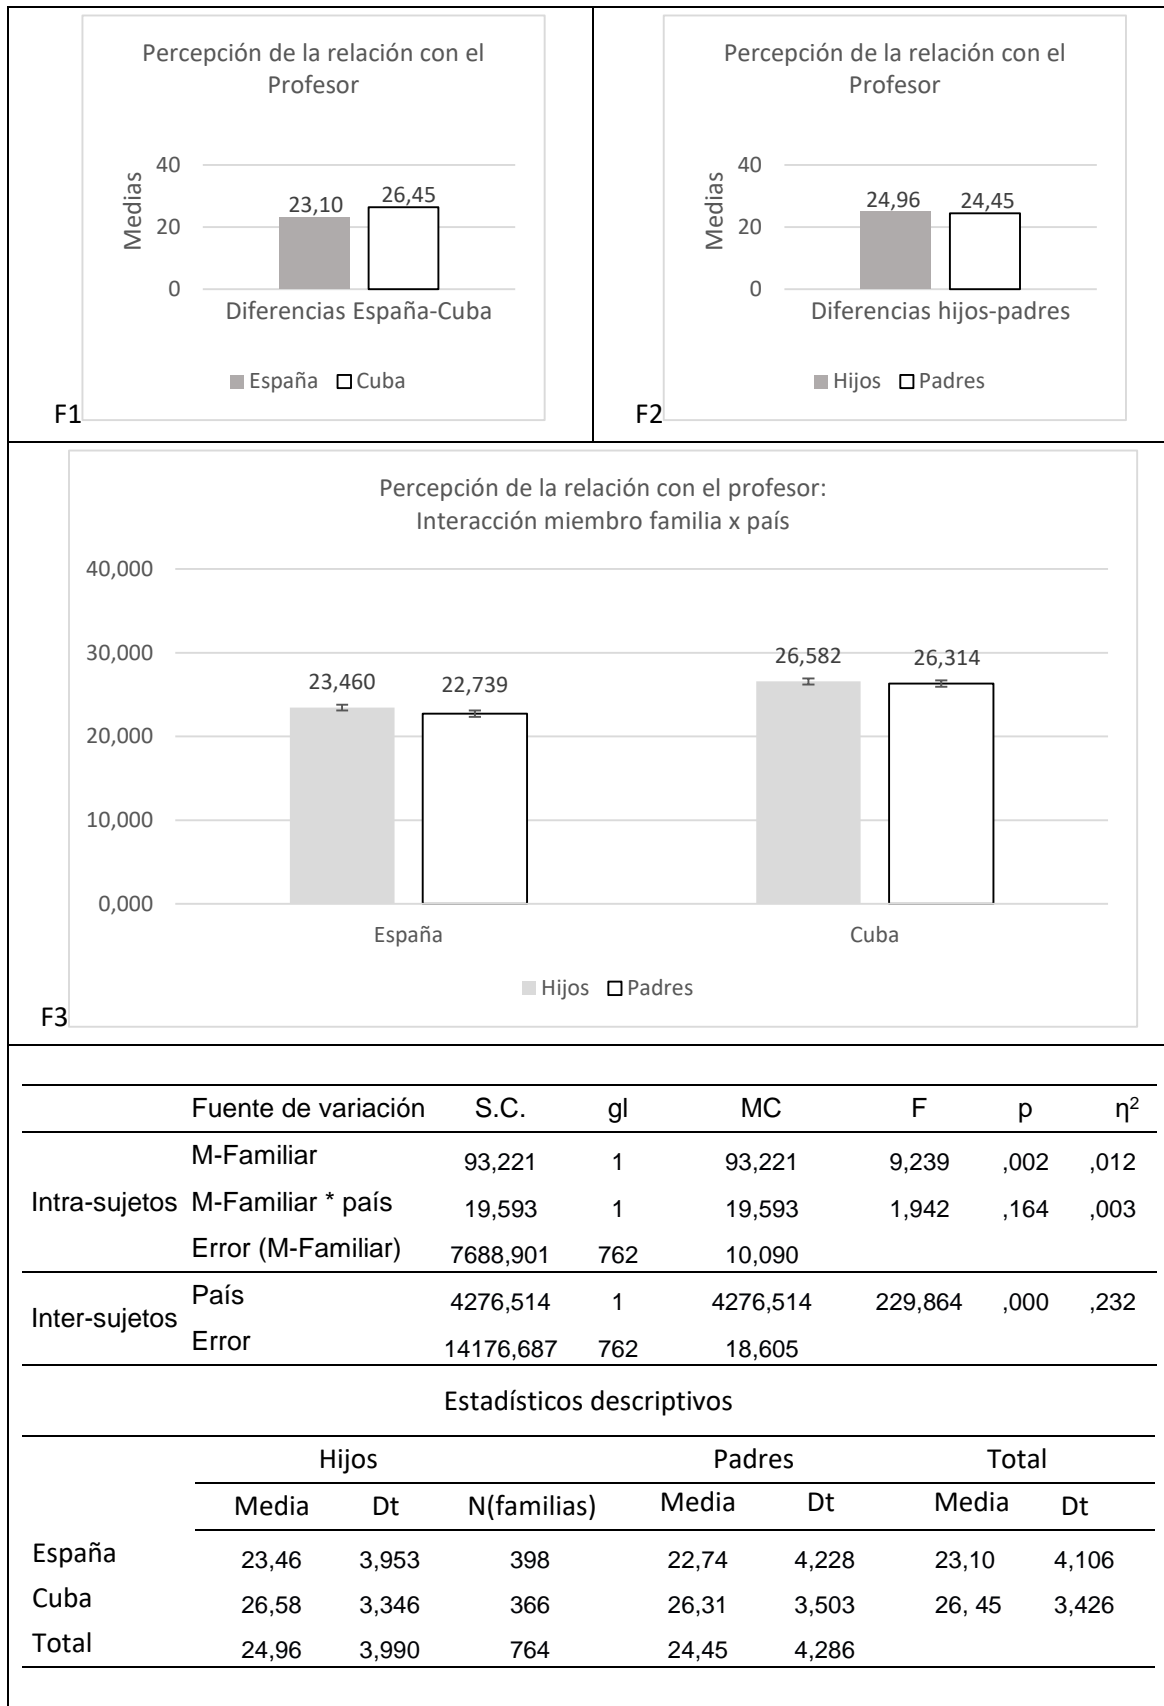 Percepción de la relación con el
Profesor
Medias
40
20
0
23,10
26,45
Diferencias España-Cuba
España Cuba
F1
Percepción de la relación con el
Profesor
Medias
40
20
0
24,96
24,45
Diferencias hijos-padres
Hijos Padres
F2
Percepción de la relación con el profesor:
Interacción miembro familia x país
40,000
30,000
20,000
10,000
0,000
23,460
22,739
26,582
26,314
España
Cuba
Hijos Padres
F3
Fuente de variación S.C. gl MC F p η²
Intra-sujetos
M-Familiar 93,221 1 93,221 9,239 ,002 ,012
M-Familiar * país 19,593 1 19,593 1,942 ,164 ,003
Error (M-Familiar) 7688,901 762 10,090
Inter-sujetos
País 4276,514 1 4276,514 229,864 ,000 ,232
Error 14176,687 762 18,605
Estadísticos descriptivos
Hijos Padres Total
Media Dt N(familias) Media Dt Media Dt
España 23,46 3,953 398 22,74 4,228 23,10 4,106
Cuba 26,58 3,346 366 26,31 3,503 26, 45 3,426
Total 24,96 3,990 764 24,45 4,286